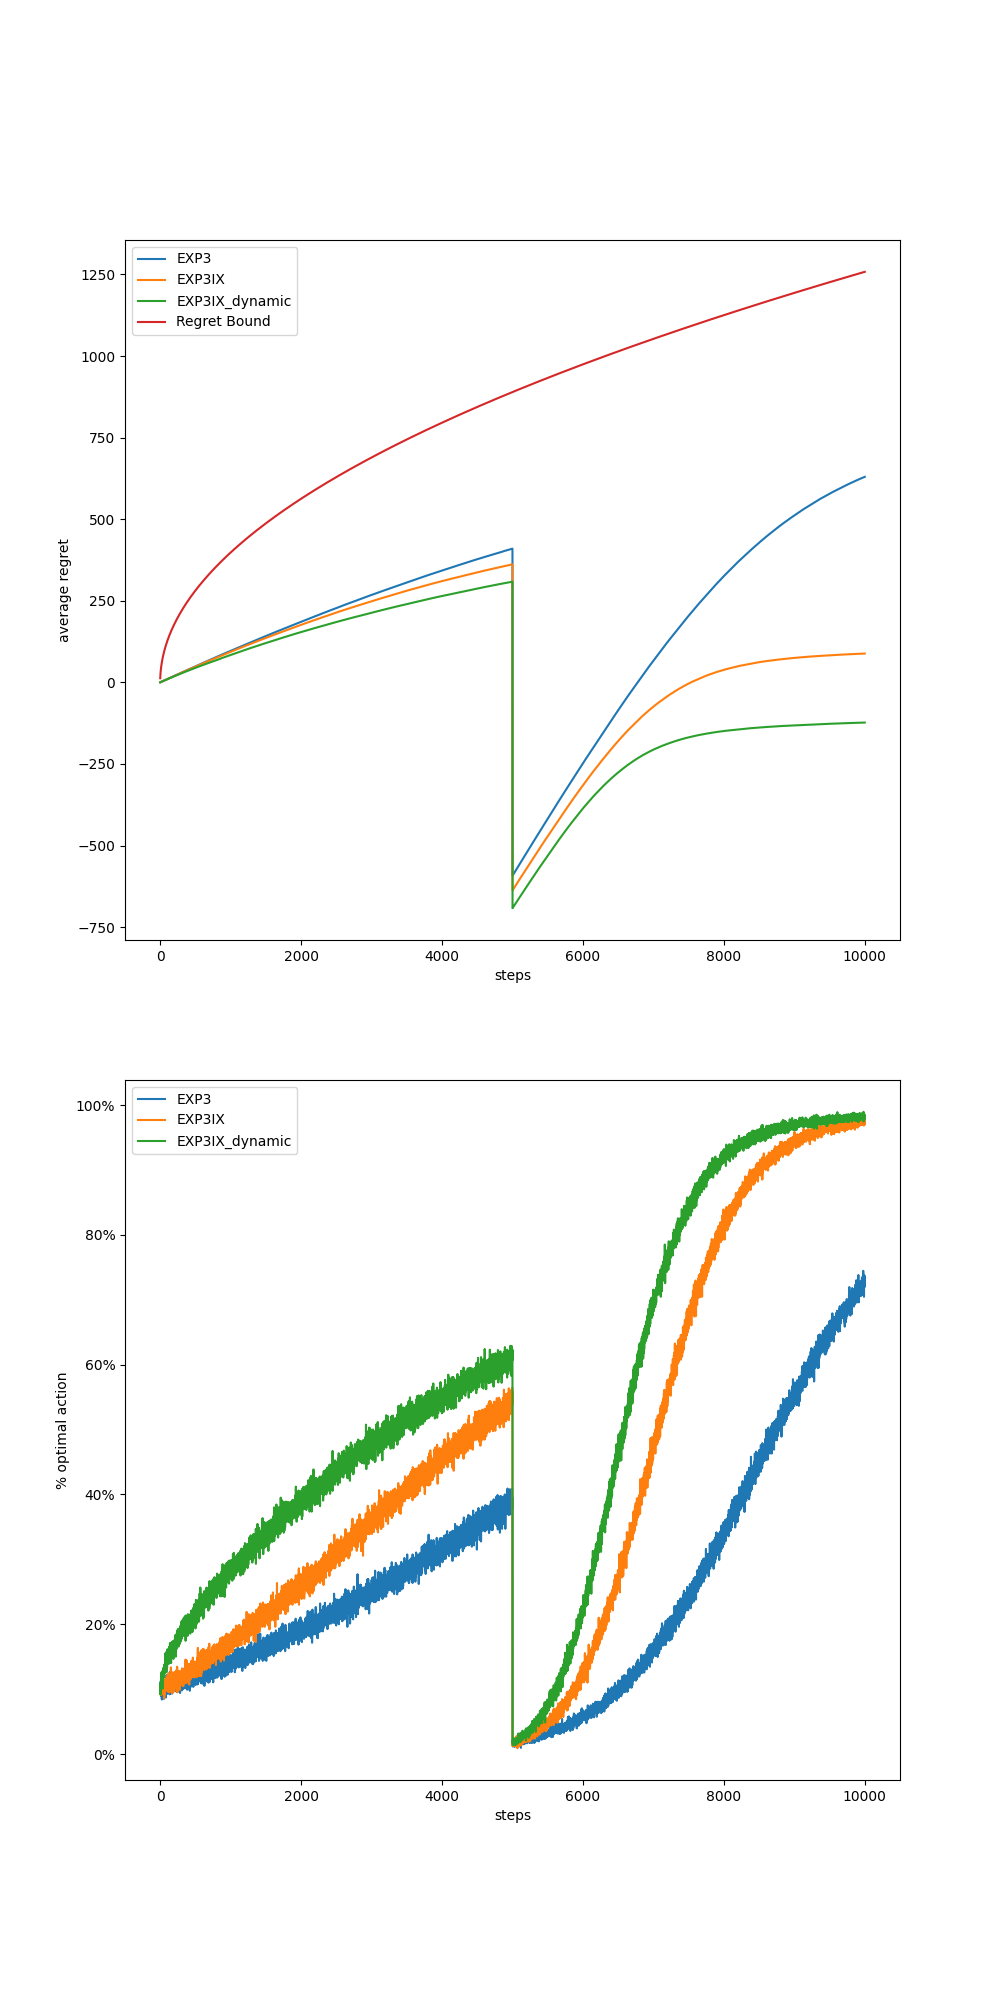 EXP3
EXP3IX
EXP3IX_dynamic
Regret Bound
1250
1000
750
500
250
0
−250
−500
−750
average regret
0 2000 4000 6000 8000 10000
steps
EXP3
EXP3IX
EXP3IX_dynamic
100%
80%
60%
40%
20%
0%
% optimal action
0 2000 4000 6000 8000 10000
steps